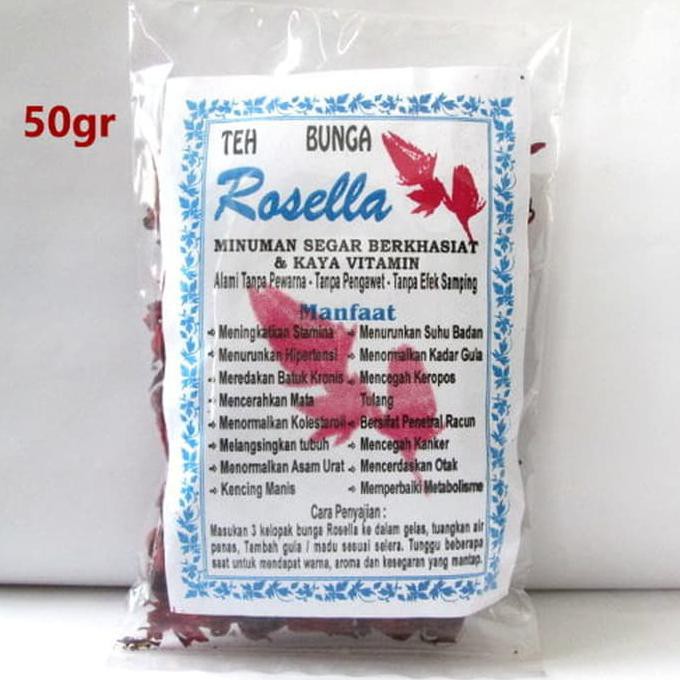 50gr
TEH BUNGA
Rosella
MINUMAN SEGAR BERKHASIAT
& KAYA VITAMIN
Alami Tanpa Pewarna - Tanpa Pengawet - Tanpa Efek Samping
Manfaat
Meningkatkan Stamina
Menurunkan Hipertensi
Meredakan Batuk Kronis
Mencerahkan Mata
Menormalkan Kolestaroll
Melangsingkan tubuh
Menormalkan Asam Urat
Kencing Manis
Menurunkan Suhu Badan
Menormalkan Kadar Gula
Mencegah Keropos
Tulang
Bersifat Penetral Racun
Mencegah Kanker
Mencerdaskan Otak
Memperbaiki Metabolisme
Cara Penyajian :
Masukan 3 kelopak bunga Rosella ke dalam gelas, tuangkan air
panas, Tambah gula / madu sesuai selera. Tunggu beberapa
saat untuk mendapat warna, aroma dan kesegaran yang mantap.